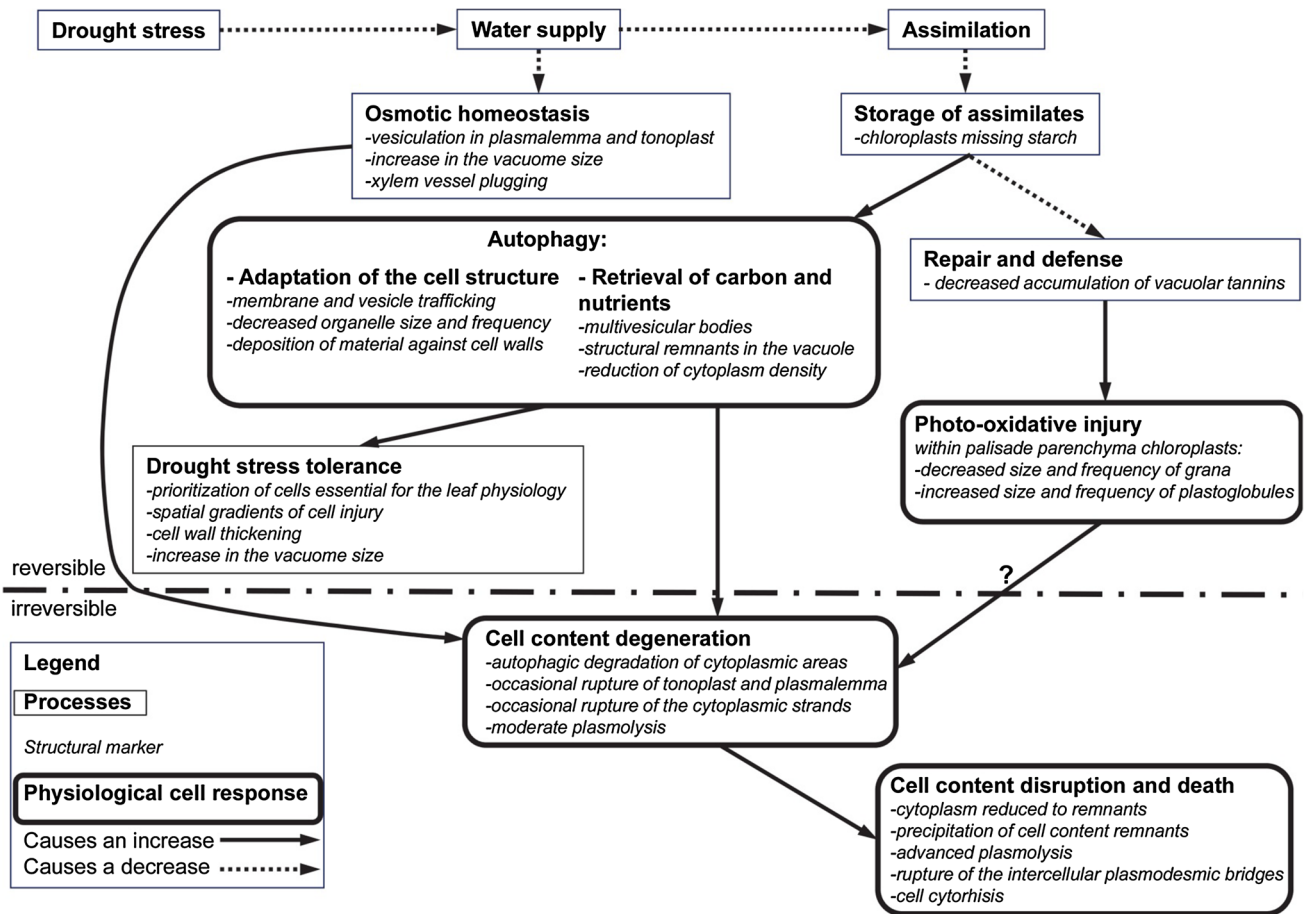 Drought stress
Water supply
Assimilation
Osmotic homeostasis
-vesiculation in plasmalemma and tonoplast
-increase in the vacuome size
-xylem vessel plugging
Storage of assimilates
-chloroplasts missing starch
Autophagy:
- Adaptation of the cell structure
-membrane and vesicle trafficking
-decreased organelle size and frequency
-deposition of material against cell walls
- Retrieval of carbon and
nutrients
-multivesicular bodies
-structural remnants in the vacuole
-reduction of cytoplasm density
Repair and defense
- decreased accumulation of vacuolar tannins
Photo-oxidative injury
within palisade parenchyma chloroplasts:
-decreased size and frequency of grana
-increased size and frequency of plastoglobules
Drought stress tolerance
-prioritization of cells essential for the leaf physiology
-spatial gradients of cell injury
-cell wall thickening
-increase in the vacuome size
reversible
?
irreversible
Cell content degeneration
-autophagic degradation of cytoplasmic areas
-occasional rupture of tonoplast and plasmalemma
-occasional rupture of the cytoplasmic strands
-moderate plasmolysis
Cell content disruption and death
-cytoplasm reduced to remnants
-precipitation of cell content remnants
-advanced plasmolysis
-rupture of the intercellular plasmodesmic bridges
-cell cytorhisis
Legend
Processes
Structural marker
Physiological cell response
Causes an increase
Causes a decrease